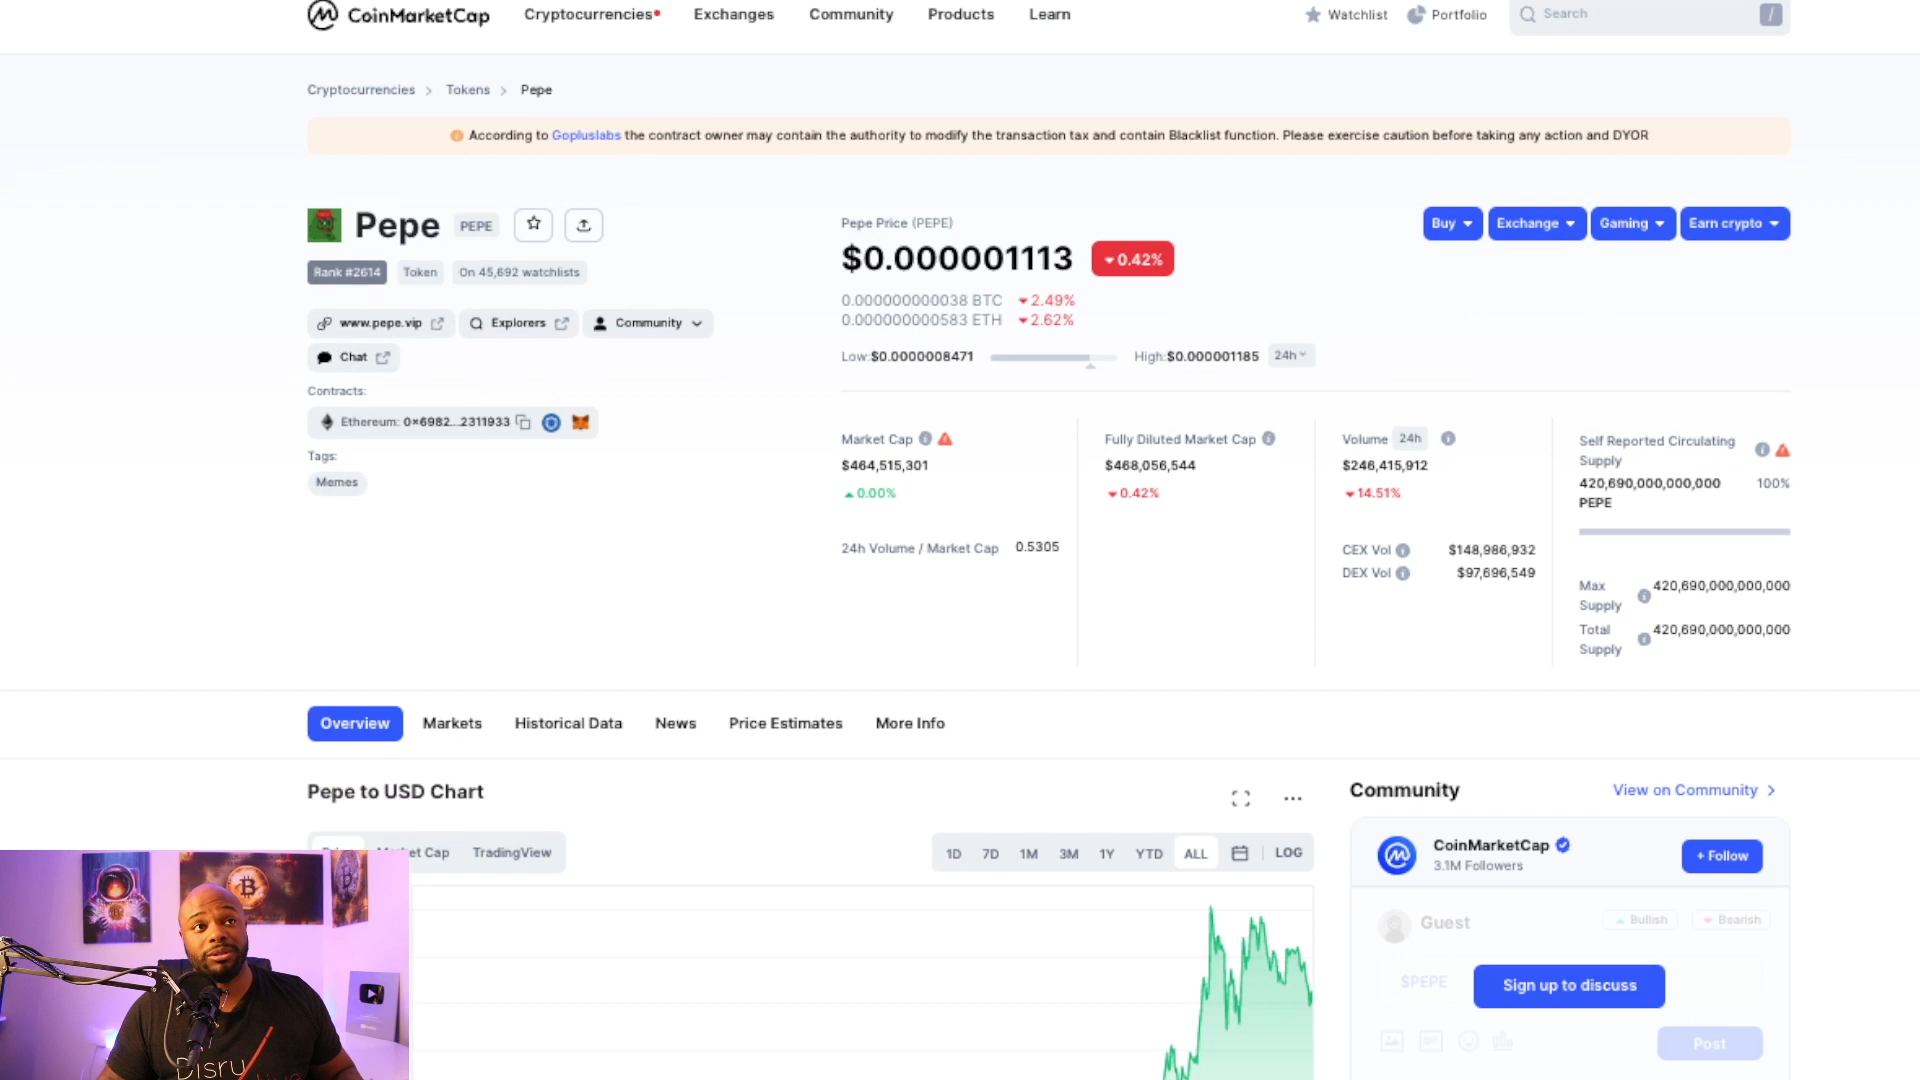 CoinMarketCap
Cryptocurrencies Exchanges Community Products Learn
Watchlist Portfolio Search /
Cryptocurrencies > Tokens > Pepe
According to Gopluslabs the contract owner may contain the authority to modify the transaction tax and contain Blacklist function. Please exercise caution before taking any action and DYOR
Pepe PEPE
Rank #2614 Token On 45,692 watchlists
www.pepe.vip Explorers Community
Chat
Contracts:
Ethereum: 0x6982...2311933
Tags:
Memes
Pepe Price (PEPE)
$0.000001113 0.42%
0.000000000038 BTC 2.49%
0.000000000583 ETH 2.62%
Low:$0.0000008471 High:$0.000001185 24h
Buy Exchange Gaming Earn crypto
Market Cap
$464,515,301
0.00%
24h Volume / Market Cap 0.5305
Fully Diluted Market Cap
$468,056,544
0.42%
Volume 24h
$246,415,912
14.51%
CEX Vol $148,986,932
DEX Vol $97,696,549
Self Reported Circulating
Supply
420,690,000,000,000 100%
PEPE
Max
Supply 420,690,000,000,000
Total
Supply 420,690,000,000,000
Overview Markets Historical Data News Price Estimates More Info
Pepe to USD Chart
Cap TradingView
1D 7D 1M 3M 1Y YTD ALL LOG
Community View on Community >
CoinMarketCap
3.1M Followers
+ Follow
Guest Bullish Bearish
$PEPE
Sign up to discuss
Post
Disru